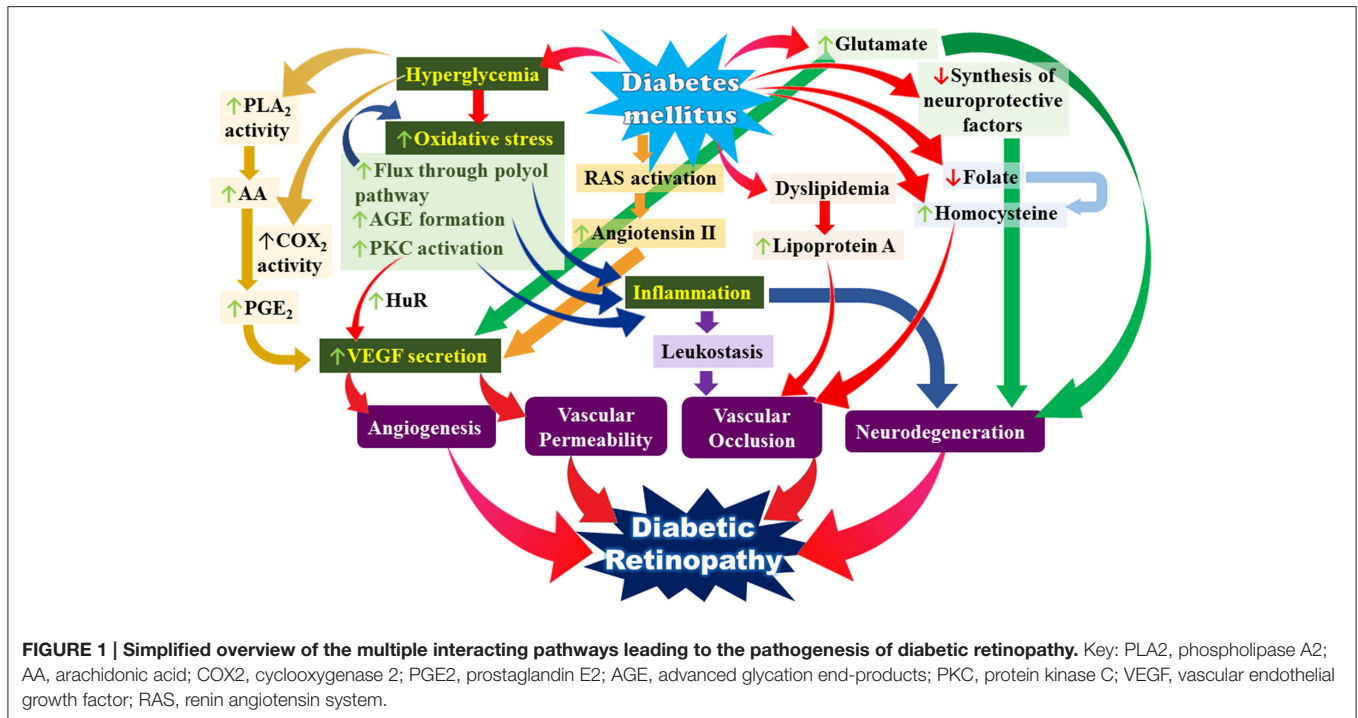 ↑Glutamate
Hyperglycemia
Diabetes
mellitus
↓Synthesis of
neuroprotective
factors
↑PLA₂
activity
↑Oxidative stress
↑Flux through polyol
pathway
↑AGE formation
↑PKC activation
RAS activation
Dyslipidemia
↓Folate
↑AA
↑Homocysteine
↑COX₂
activity
↑Angiotensin II
↑Lipoprotein A
↑PGE₂
↑HuR
Inflammation
↑VEGF secretion
Leukostasis
Angiogenesis
Vascular
Permeability
Vascular
Occlusion
Neurodegeneration
Diabetic
Retinopathy
FIGURE 1 | Simplified overview of the multiple interacting pathways leading to the pathogenesis of diabetic retinopathy. Key: PLA2, phospholipase A2;
AA, arachidonic acid; COX2, cyclooxygenase 2; PGE2, prostaglandin E2; AGE, advanced glycation end-products; PKC, protein kinase C; VEGF, vascular endothelial
growth factor; RAS, renin angiotensin system.